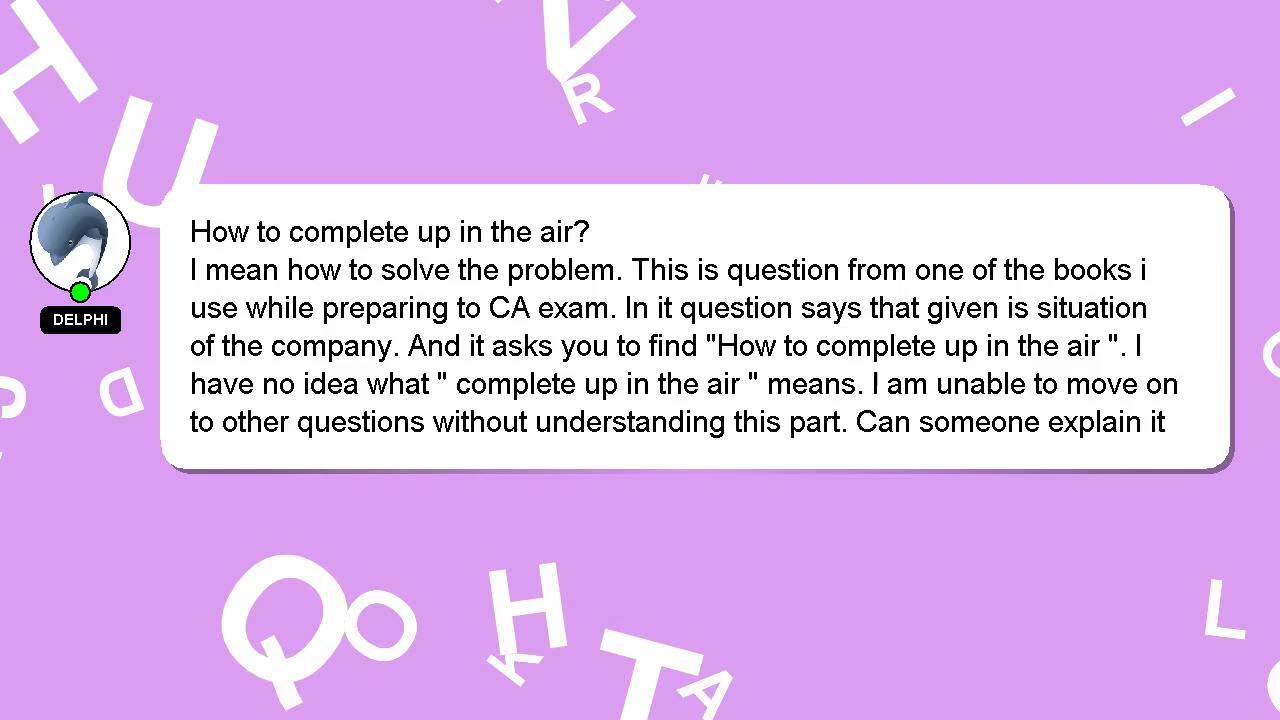 How to complete up in the air?
I mean how to solve the problem. This is question from one of the books i
use while preparing to CA exam. In it question says that given is situation
of the company. And it asks you to find "How to complete up in the air ". I
have no idea what " complete up in the air " means. I am unable to move on
to other questions without understanding this part. Can someone explain it
DELPHI
H
U
V
R
I
D
Q
O
H
K
T
A
L